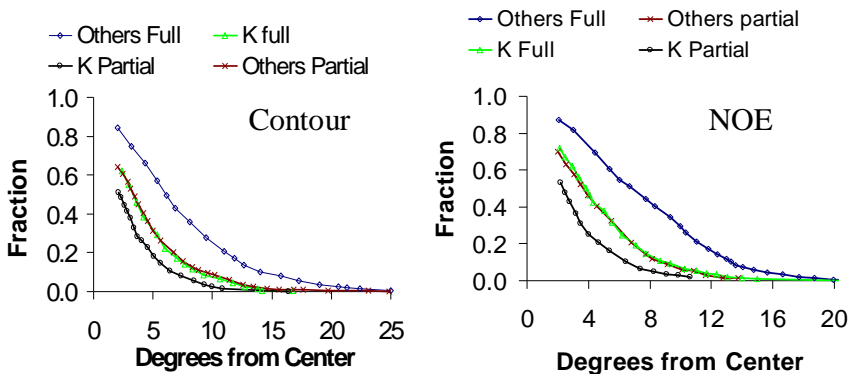 Others Full K full
K Partial Others Partial
Contour
Fraction
1.0
0.8
0.6
0.4
0.2
0.0
0 5 10 15 20 25
Degrees from Center
Others Full Others partial
K Full K Partial
NOE
Fraction
1.0
0.8
0.6
0.4
0.2
0.0
0 4 8 12 16 20
Degrees from Center